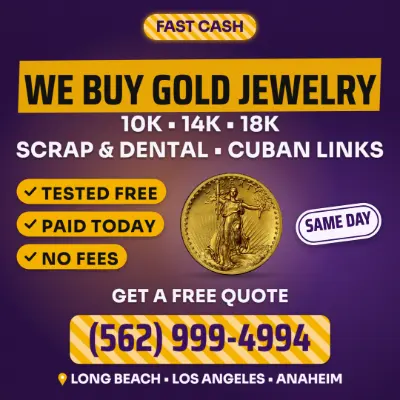 FAST CASH
WE BUY GOLD JEWELRY
10K ▪ 14K ▪ 18K
SCRAP & DENTAL ▪ CUBAN LINKS
✓ TESTED FREE
✓ PAID TODAY
✓ NO FEES
SAME DAY
GET A FREE QUOTE
(562) 999-4994
LONG BEACH ▪ LOS ANGELES ▪ ANAHEIM